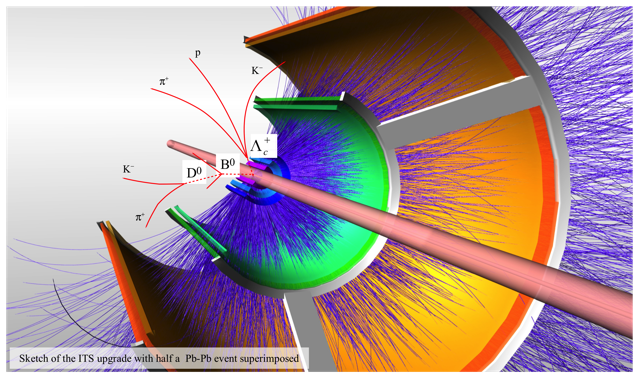 p
π⁺
K⁻
Λc⁺
B⁰
D⁰
K⁻
π⁺
Sketch of the ITS upgrade with half a Pb-Pb event superimposed